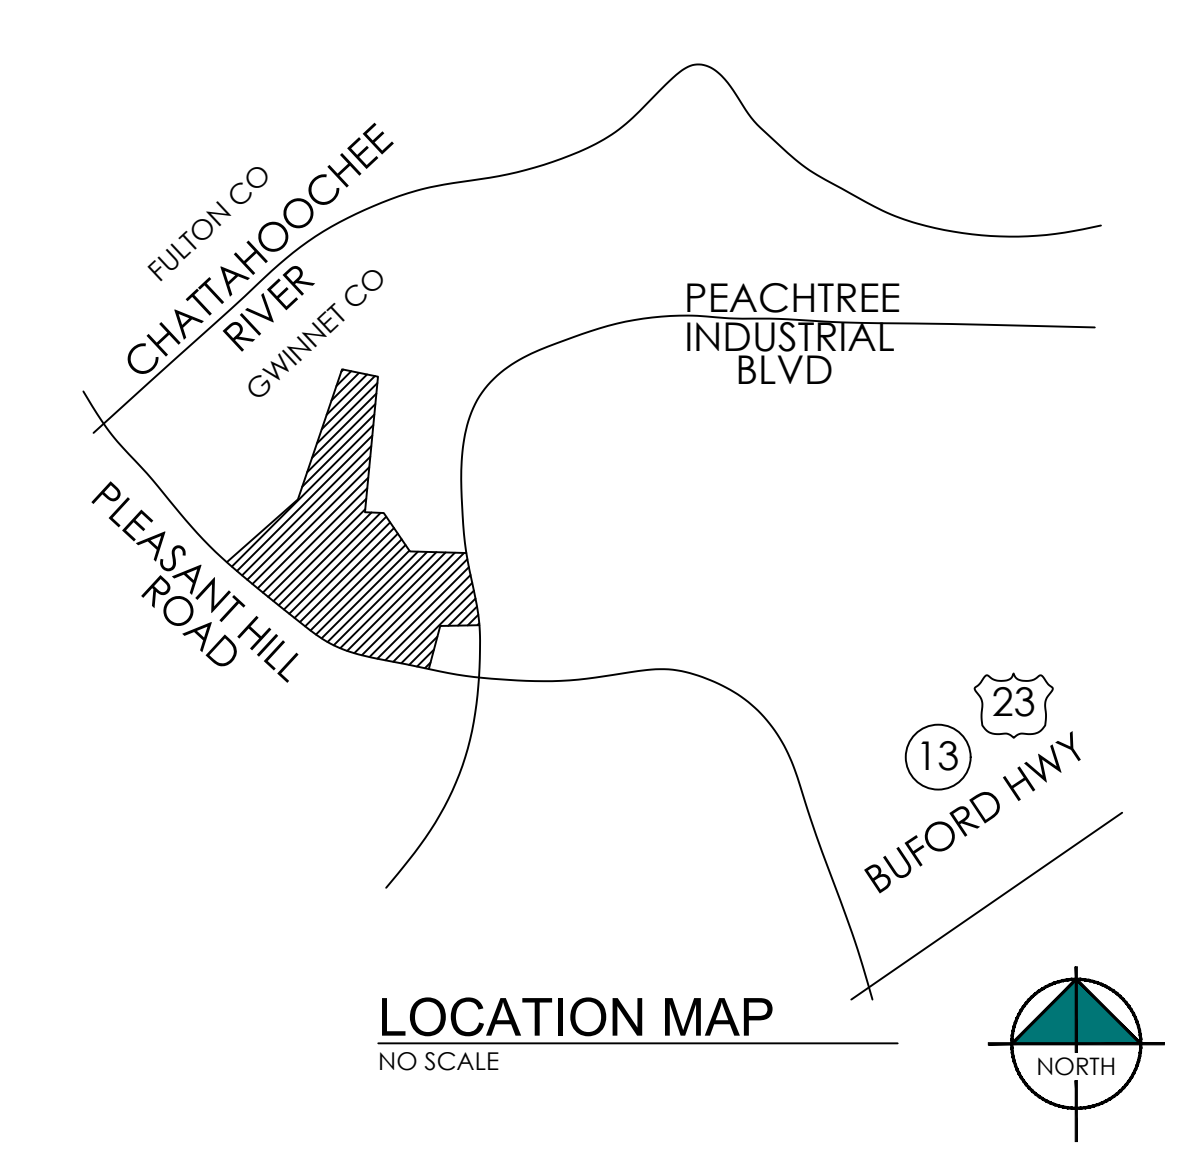 FULTON CO
CHATTAHOOCHEE
RIVER
GWINNET CO
PEACHTREE
INDUSTRIAL
BLVD
PLEASANT HILL
ROAD
23
13
BUFORD HWY
LOCATION MAP
NO SCALE
NORTH